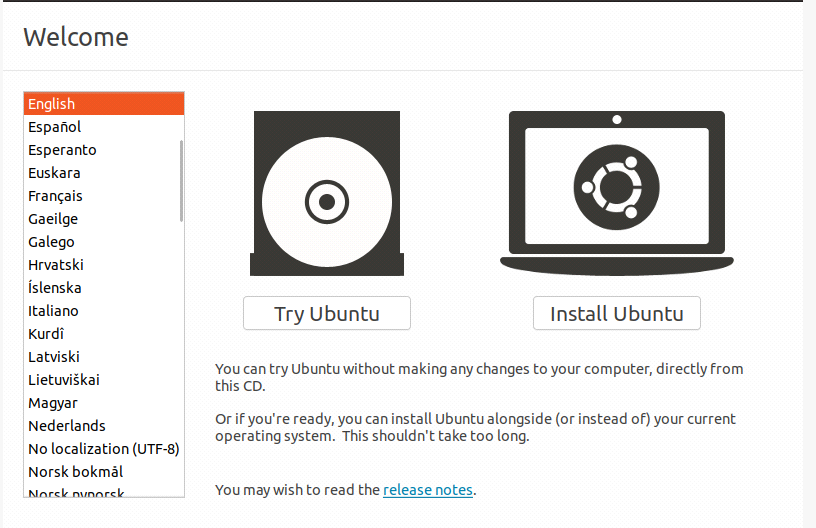 Welcome
English
Español
Esperanto
Euskara
Français
Gaeilge
Galego
Hrvatski
Íslenska
Italiano
Kurdî
Latviski
Lietuviškai
Magyar
Nederlands
No localization (UTF-8)
Norsk bokmål
Norsk nynorsk
Try Ubuntu
Install Ubuntu
You can try Ubuntu without making any changes to your computer, directly from
this CD.
Or if you're ready, you can install Ubuntu alongside (or instead of) your current
operating system.  This shouldn't take too long.
You may wish to read the release notes.